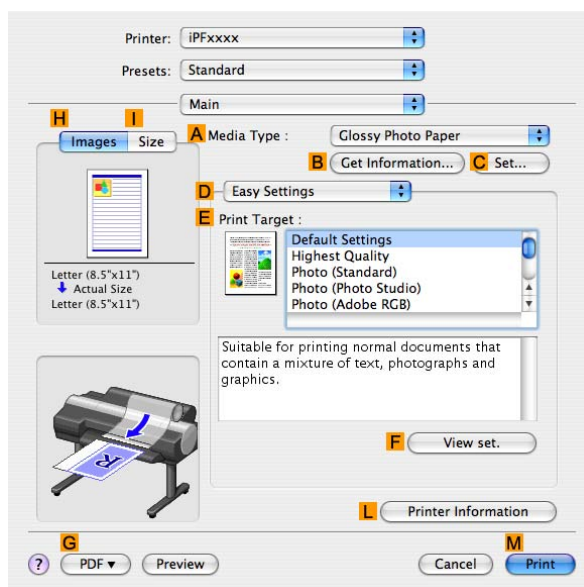 Printer: iPFxxxx
Presets: Standard
Main
H I
Images Size
A Media Type : Glossy Photo Paper
B Get Information... C Set...
D Easy Settings
E Print Target :
Default Settings
Highest Quality
Photo (Standard)
Photo (Photo Studio)
Photo (Adobe RGB)
Letter (8.5"x11")
Actual Size
Letter (8.5"x11")
Suitable for printing normal documents that
contain a mixture of text, photographs and
graphics.
F View set.
L Printer Information
G M
? PDF Preview Cancel Print